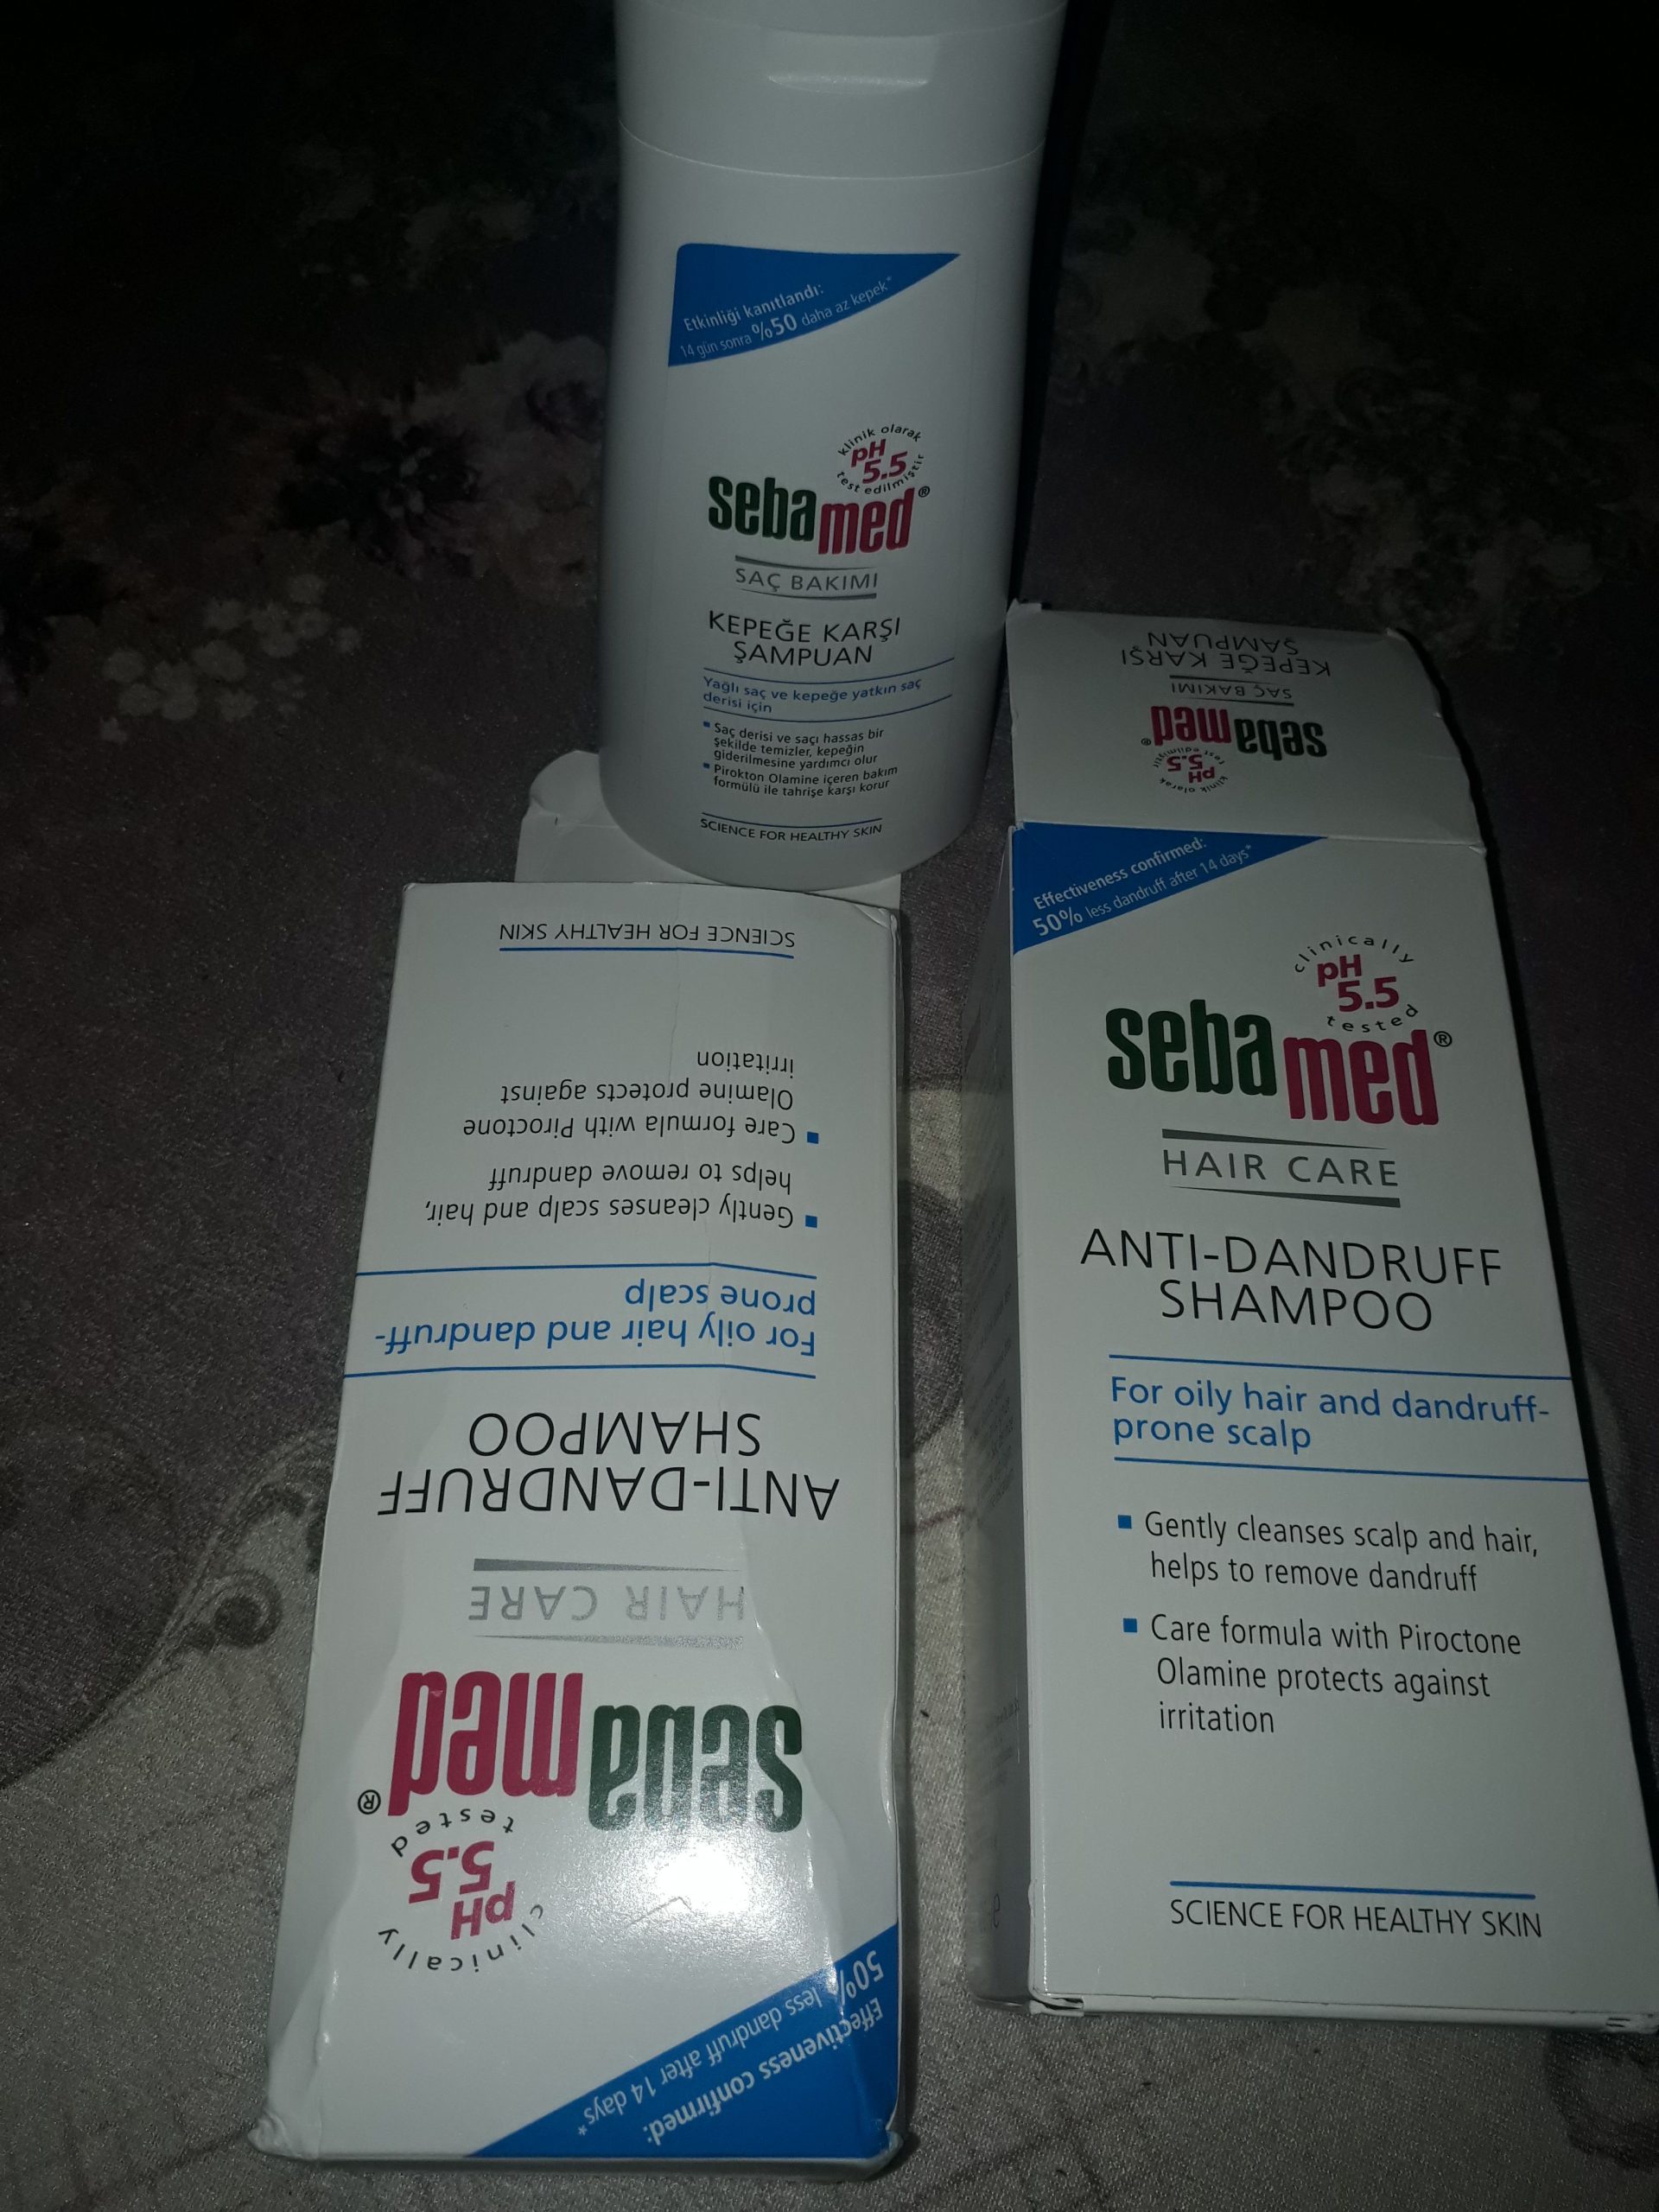 Etkinliği kanıtlandı:
14 gün sonra %50 daha az kepek*
klinik olarak
pH
5.5
test edilmiştir
sebamed®
SAÇ BAKIMI
KEPEĞE KARŞI
ŞAMPUAN
Yağlı saç ve kepeğe yatkın saç
derisi için
▪ Saç derisi ve saçı hassas bir
şekilde temizler, kepeğin
giderilmesine yardımcı olur
▪ Pirokton Olamine içeren bakım
formülü ile tahrişe karşı korur
SCIENCE FOR HEALTHY SKIN
Effectiveness confirmed:
50% less dandruff after 14 days*
clinically
pH
5.5
tested
sebamed®
HAIR CARE
ANTI-DANDRUFF
SHAMPOO
For oily hair and dandruff-
prone scalp
▪ Gently cleanses scalp and hair,
helps to remove dandruff
▪ Care formula with Piroctone
Olamine protects against
irritation
SCIENCE FOR HEALTHY SKIN
klinik olarak
pH
5.5
test edilmiştir
sebamed®
SAÇ BAKIMI
KEPEĞE KARŞI
ŞAMPUAN
Effectiveness confirmed:
50% less dandruff after 14 days*
clinically
pH
5.5
tested
sebamed®
HAIR CARE
ANTI-DANDRUFF
SHAMPOO
For oily hair and dandruff-
prone scalp
▪ Gently cleanses scalp and hair,
helps to remove dandruff
▪ Care formula with Piroctone
Olamine protects against
irritation
SCIENCE FOR HEALTHY SKIN
e